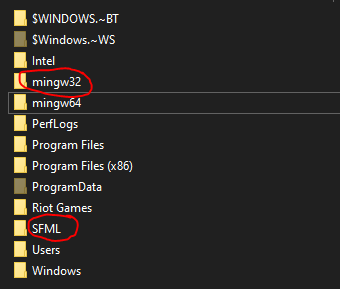 $WINDOWS.~BT
$Windows.~WS
Intel
mingw32
mingw64
PerfLogs
Program Files
Program Files (x86)
ProgramData
Riot Games
SFML
Users
Windows